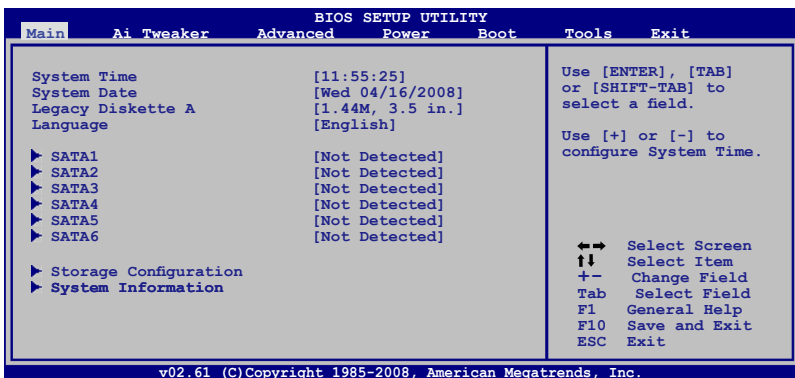 BIOS SETUP UTILITY
Main Ai Tweaker Advanced Power Boot Tools Exit
System Time [11:55:25]
System Date [Wed 04/16/2008]
Legacy Diskette A [1.44M, 3.5 in.]
Language [English]
SATA1 [Not Detected]
SATA2 [Not Detected]
SATA3 [Not Detected]
SATA4 [Not Detected]
SATA5 [Not Detected]
SATA6 [Not Detected]
Storage Configuration
System Information
Use [ENTER], [TAB]
or [SHIFT-TAB] to
select a field.
Use [+] or [-] to
configure System Time.
←→ Select Screen
↑↓ Select Item
+- Change Field
Tab Select Field
F1 General Help
F10 Save and Exit
ESC Exit
v02.61 (C)Copyright 1985-2008, American Megatrends, Inc.